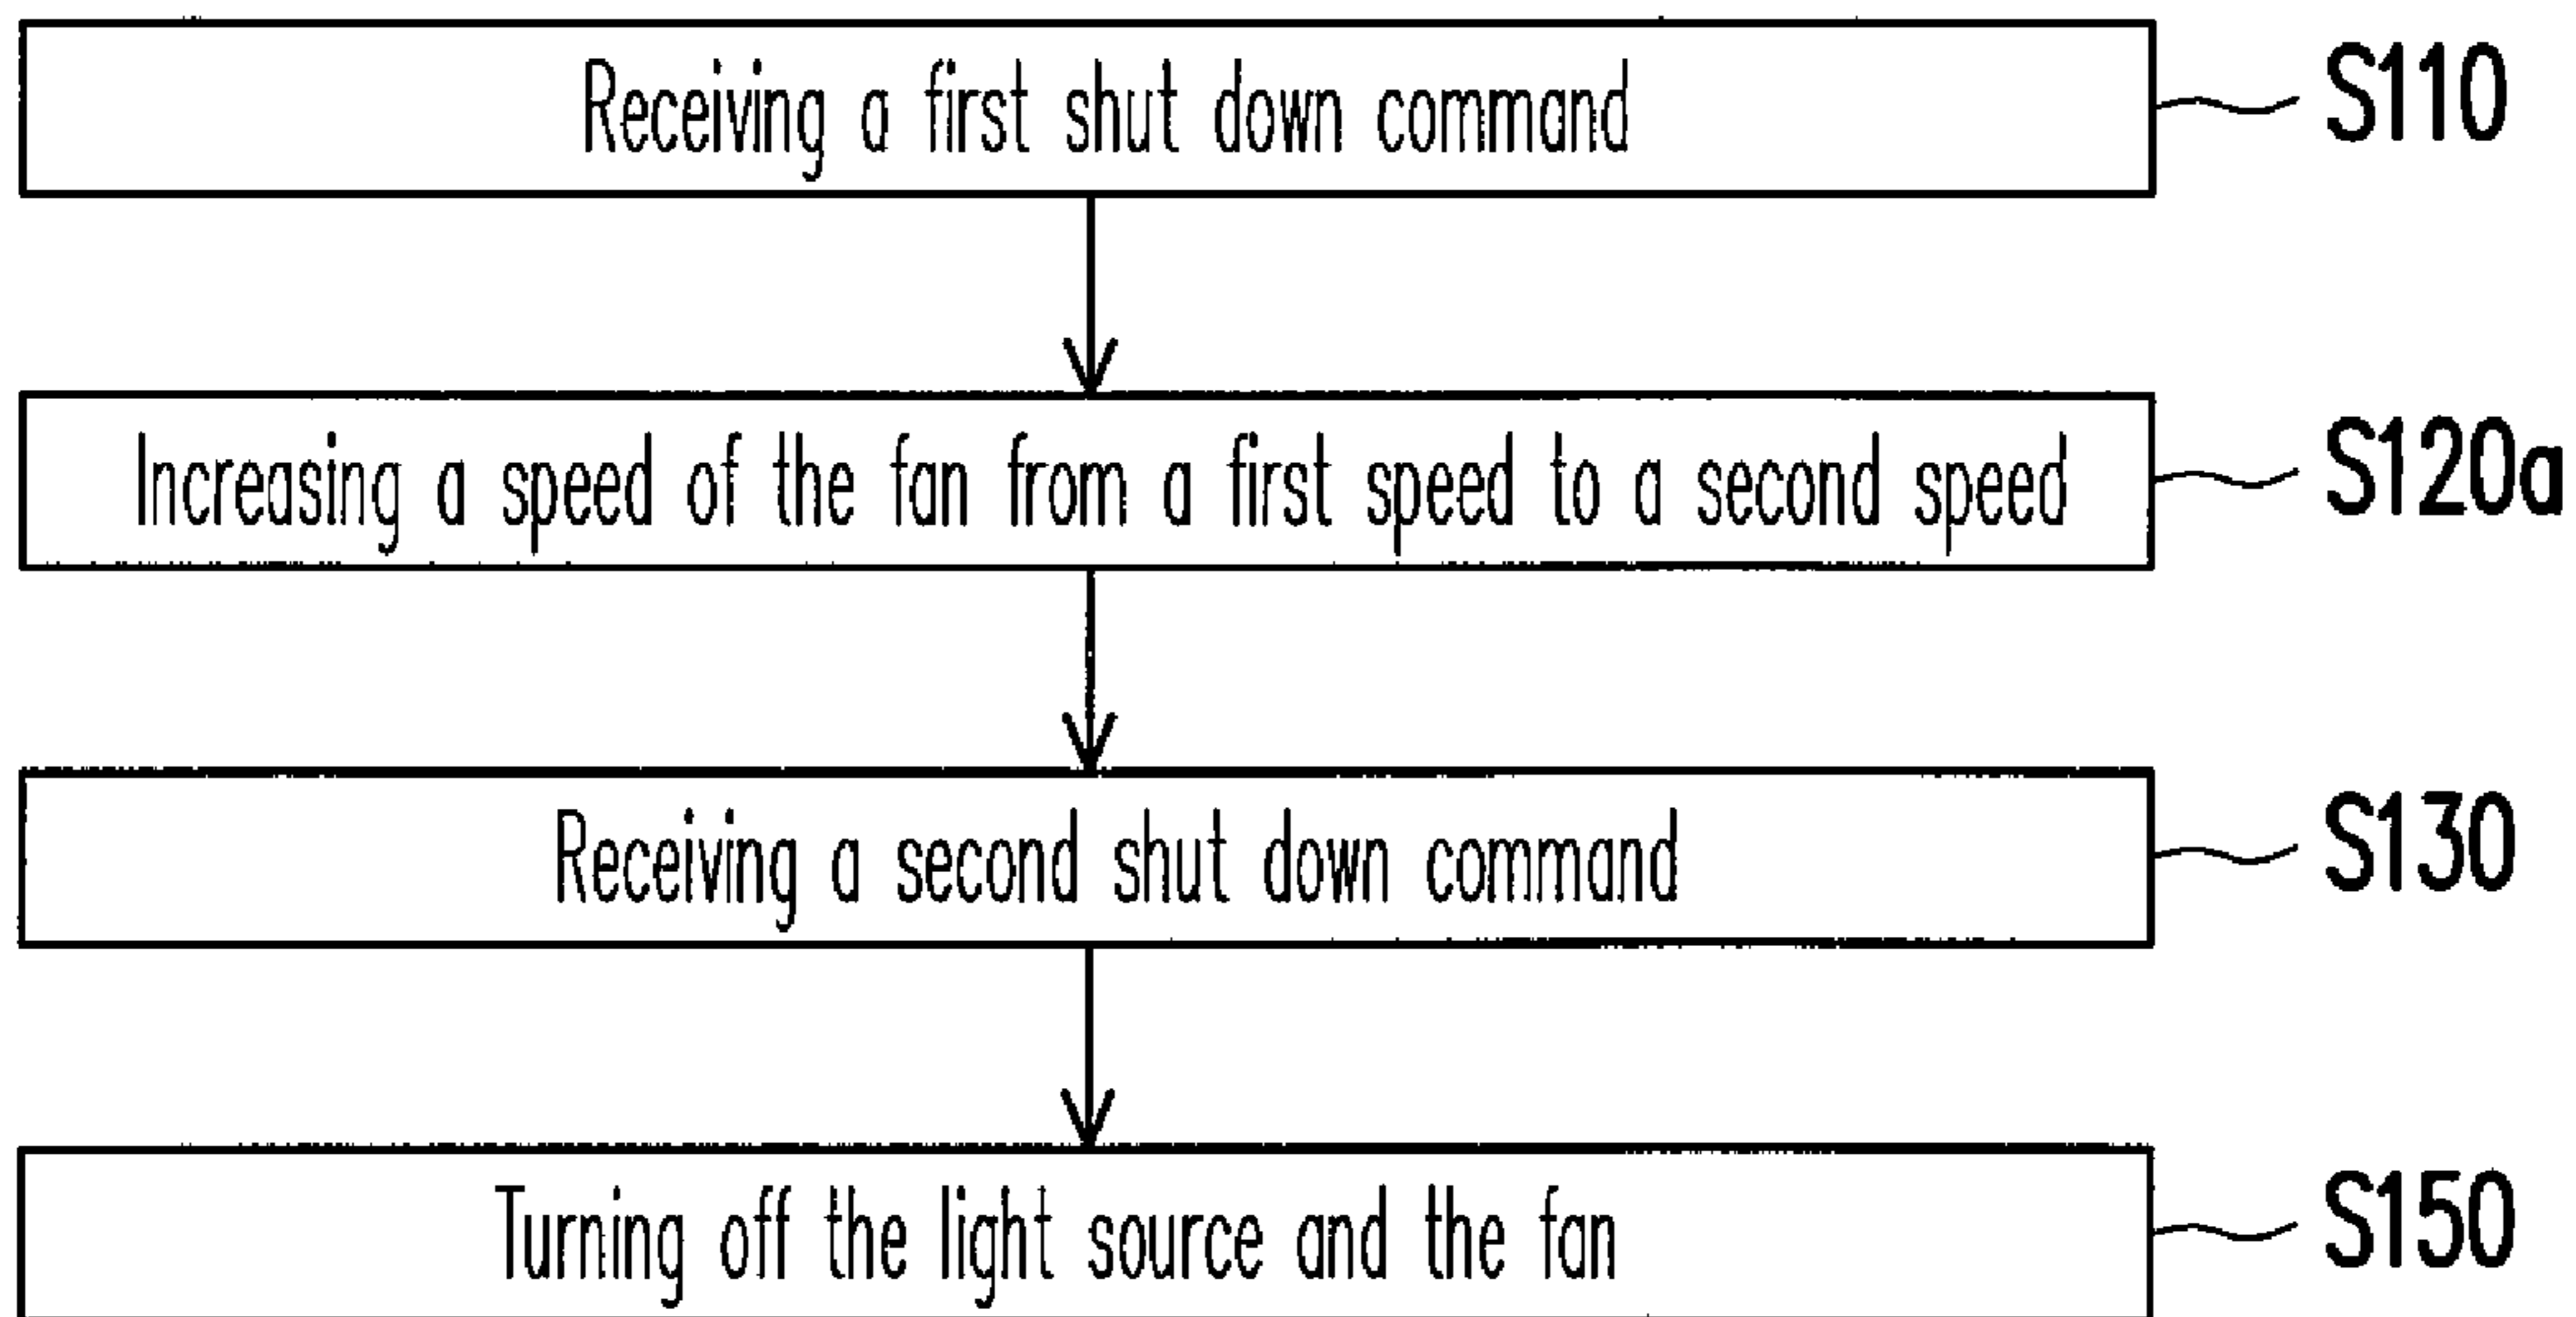 Receiving a first shut down command S110
Increasing a speed of the fan from a first speed to a second speed S120a
Receiving a second shut down command S130
Turning off the light source and the fan S150